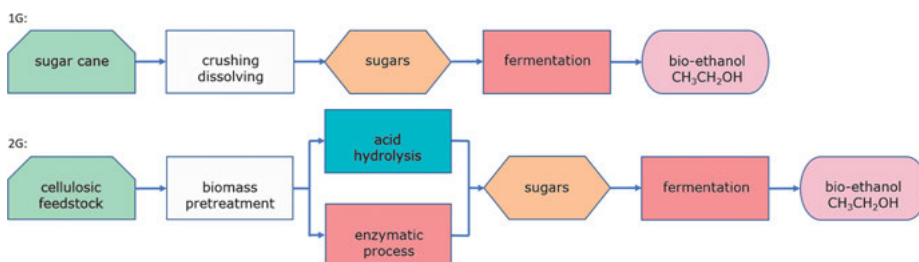 1G:
sugar cane
crushing
dissolving
sugars
fermentation
bio-ethanol
CH₃CH₂OH
2G:
cellulosic
feedstock
biomass
pretreatment
acid
hydrolysis
enzymatic
process
sugars
fermentation
bio-ethanol
CH₃CH₂OH